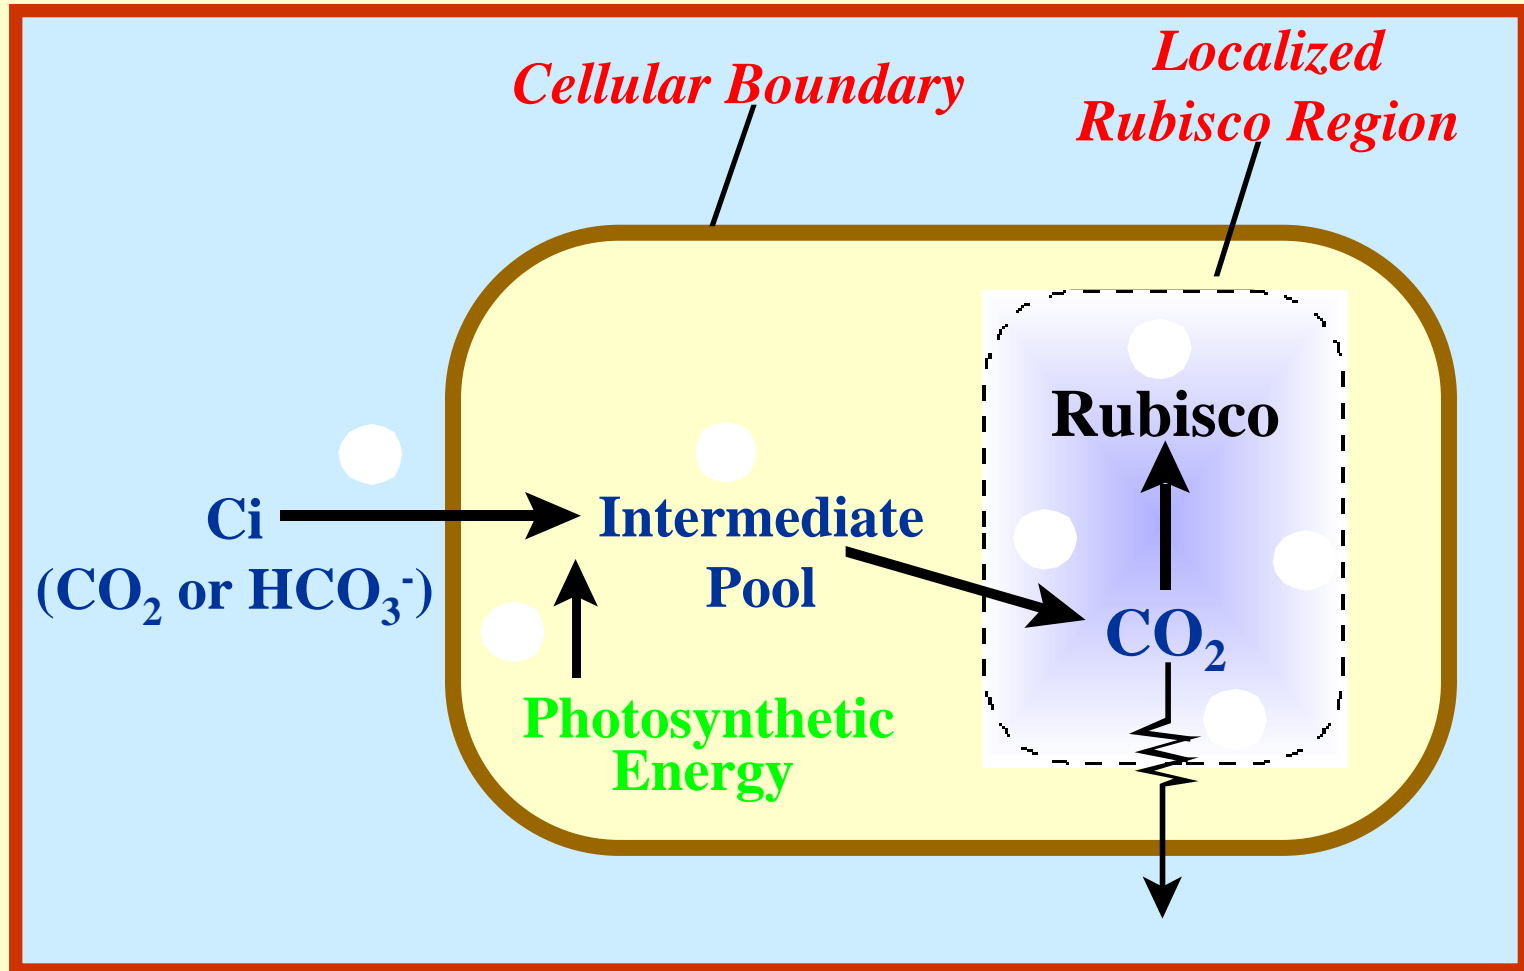 Cellular Boundary
Localized
Rubisco Region
Rubisco
Ci
(CO₂ or HCO₃⁻)
Intermediate
Pool
CO₂
Photosynthetic
Energy